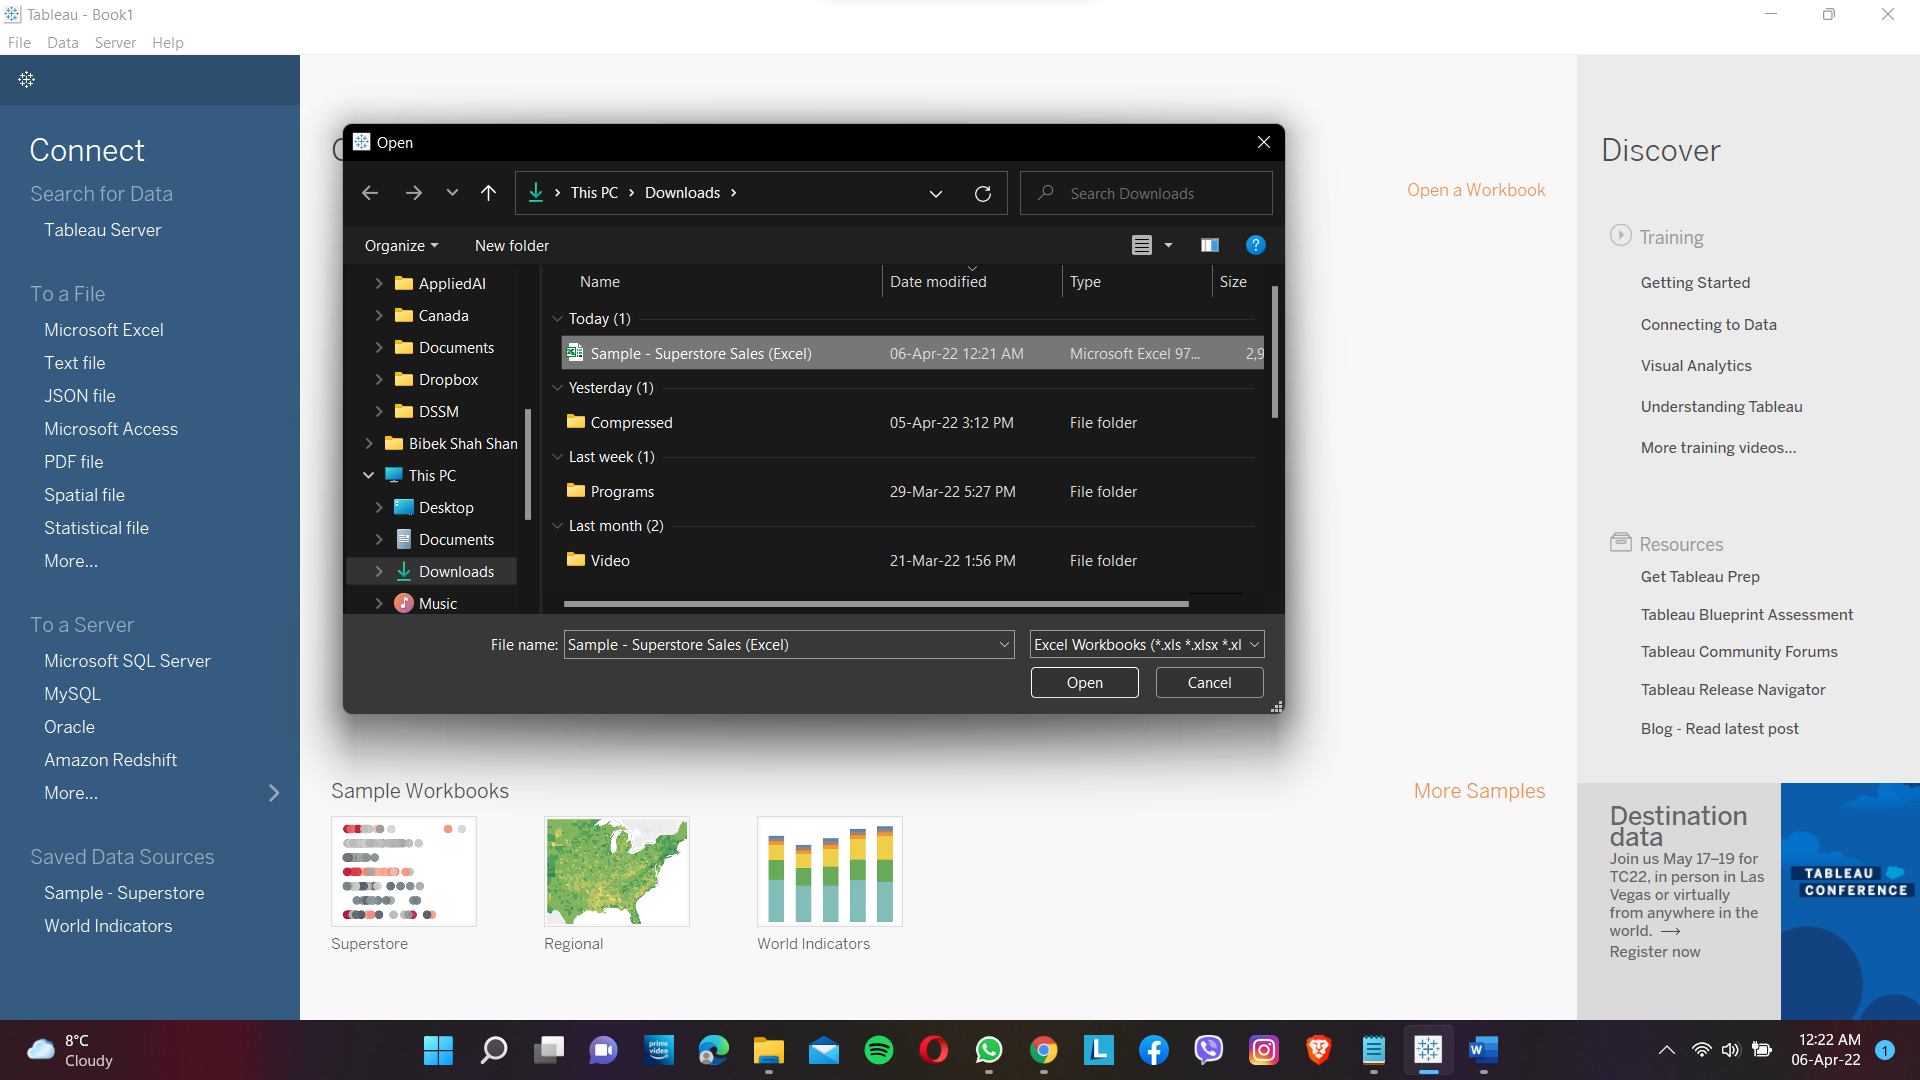 Tableau - Book1
File Data Server Help
Connect
Search for Data
Tableau Server
To a File
Microsoft Excel
Text file
JSON file
Microsoft Access
PDF file
Spatial file
Statistical file
More...
To a Server
Microsoft SQL Server
MySQL
Oracle
Amazon Redshift
More...
Saved Data Sources
Sample - Superstore
World Indicators
Open
This PC
Downloads
Search Downloads
Organize
New folder
AppliedAI
Canada
Documents
Dropbox
DSSM
Bibek Shah Shan
This PC
Desktop
Documents
Downloads
Music
Name Date modified Type Size
Today (1)
Sample - Superstore Sales (Excel) 06-Apr-22 12:21 AM Microsoft Excel 97... 2,9
Yesterday (1)
Compressed 05-Apr-22 3:12 PM File folder
Last week (1)
Programs 29-Mar-22 5:27 PM File folder
Last month (2)
Video 21-Mar-22 1:56 PM File folder
File name: Sample - Superstore Sales (Excel)
Excel Workbooks (*.xls *.xlsx *.xl
Open
Cancel
Open a Workbook
Sample Workbooks
More Samples
Superstore
Regional
World Indicators
Discover
Training
Getting Started
Connecting to Data
Visual Analytics
Understanding Tableau
More training videos...
Resources
Get Tableau Prep
Tableau Blueprint Assessment
Tableau Community Forums
Tableau Release Navigator
Blog - Read latest post
Destination
data
Join us May 17–19 for
TC22, in person in Las
Vegas or virtually
from anywhere in the
world. →
Register now
TABLEAU
CONFERENCE
8°C
Cloudy
prime
video
L
W
12:22 AM
06-Apr-22
1